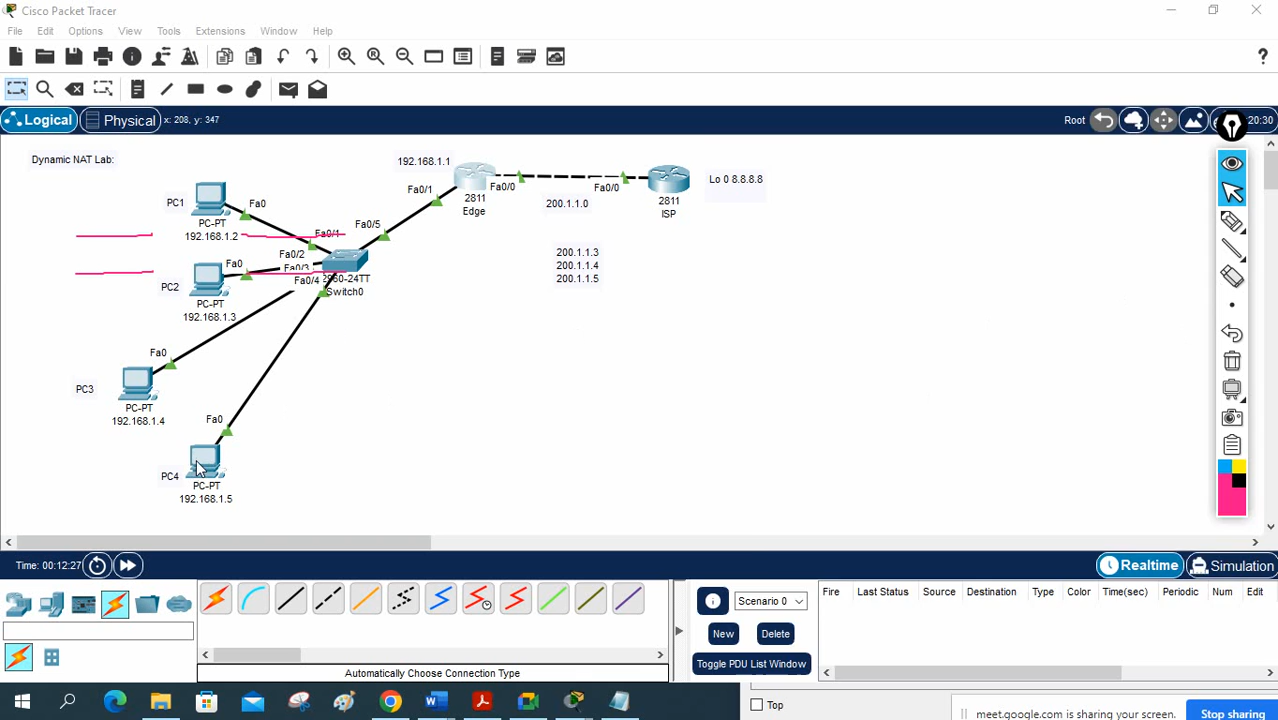 Cisco Packet Tracer
File Edit Options View Tools Extensions Window Help
Logical Physical x: 208, y: 347 Root 20:30
Dynamic NAT Lab:
192.168.1.1
Fa0/1
2811
Edge
Fa0/0
Fa0/0
2811
ISP
Lo 0 8.8.8.8
200.1.1.0
200.1.1.3
200.1.1.4
200.1.1.5
PC1
Fa0
PC-PT
192.168.1.2
Fa0/1
Fa0/5
Fa0/2
Fa0/3
Fa0/4
2960-24TT
Switch0
PC2
Fa0
PC-PT
192.168.1.3
PC3
Fa0
PC-PT
192.168.1.4
PC4
Fa0
PC-PT
192.168.1.5
Time: 00:12:27
Realtime Simulation
Scenario 0
New Delete
Toggle PDU List Window
Fire Last Status Source Destination Type Color Time(sec) Periodic Num Edit
Automatically Choose Connection Type
Top
meet.google.com is sharing your screen.
Stop sharing